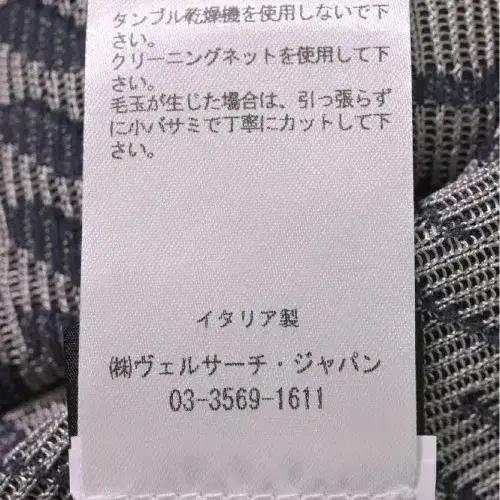 タンブル乾燥機を使用しないで下
さい。
クリーニングネットを使用して下
さい。
毛玉が生じた場合は、引っ張らず
に小バサミで丁寧にカットして下
さい。
イタリア製
㈱ヴェルサーチ・ジャパン
03-3569-1611